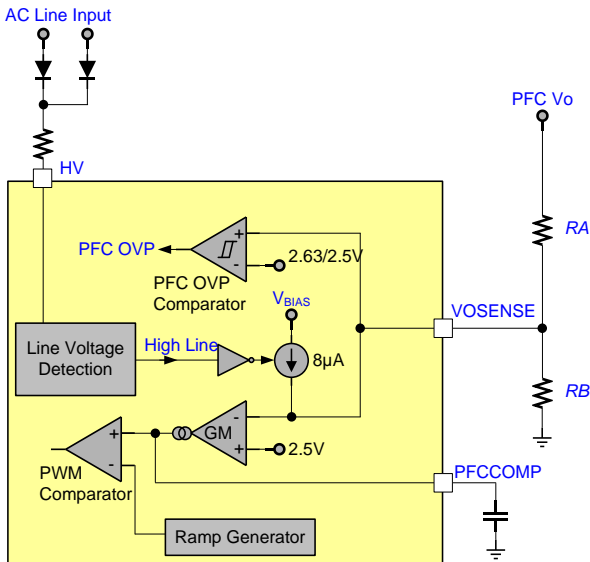 AC Line Input
PFC Vo
HV
RA
PFC OVP
+
-
2.63/2.5V
PFC OVP
Comparator
VBIAS
VOSENSE
Line Voltage
Detection
High Line
8µA
RB
-
GM
+
2.5V
+
-
PWM
Comparator
PFCCOMP
Ramp Generator